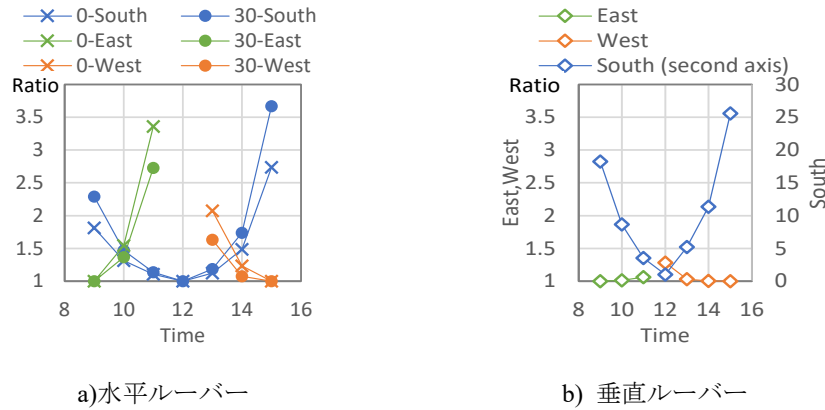 0-South 30-South
0-East 30-East
0-West 30-West
Ratio
3.5
3
2.5
2
1.5
1
8 10 12 14 16
Time
a)水平ルーバー
East
West
South (second axis)
Ratio
3.5
3
2.5
2
1.5
1
East,West
30
25
20
15
10
5
0
South
8 10 12 14 16
Time
b) 垂直ルーバー